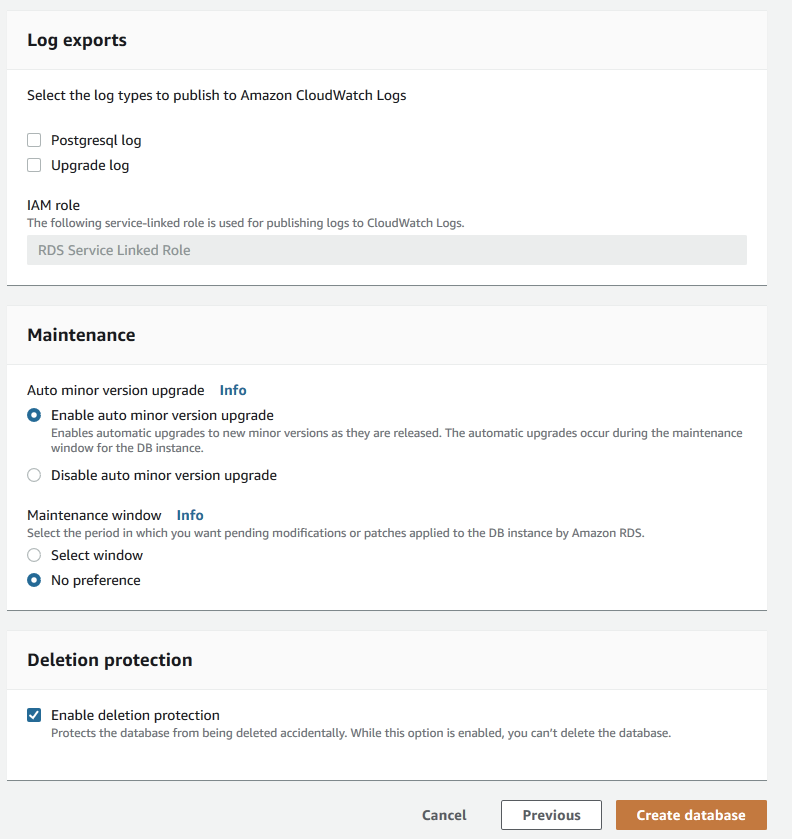 Log exports
Select the log types to publish to Amazon CloudWatch Logs
Postgresql log
Upgrade log
IAM role
The following service-linked role is used for publishing logs to CloudWatch Logs.
RDS Service Linked Role
Maintenance
Auto minor version upgrade Info
Enable auto minor version upgrade
Enables automatic upgrades to new minor versions as they are released. The automatic upgrades occur during the maintenance
window for the DB instance.
Disable auto minor version upgrade
Maintenance window Info
Select the period in which you want pending modifications or patches applied to the DB instance by Amazon RDS.
Select window
No preference
Deletion protection
Enable deletion protection
Protects the database from being deleted accidentally. While this option is enabled, you can’t delete the database.
Cancel Previous Create database